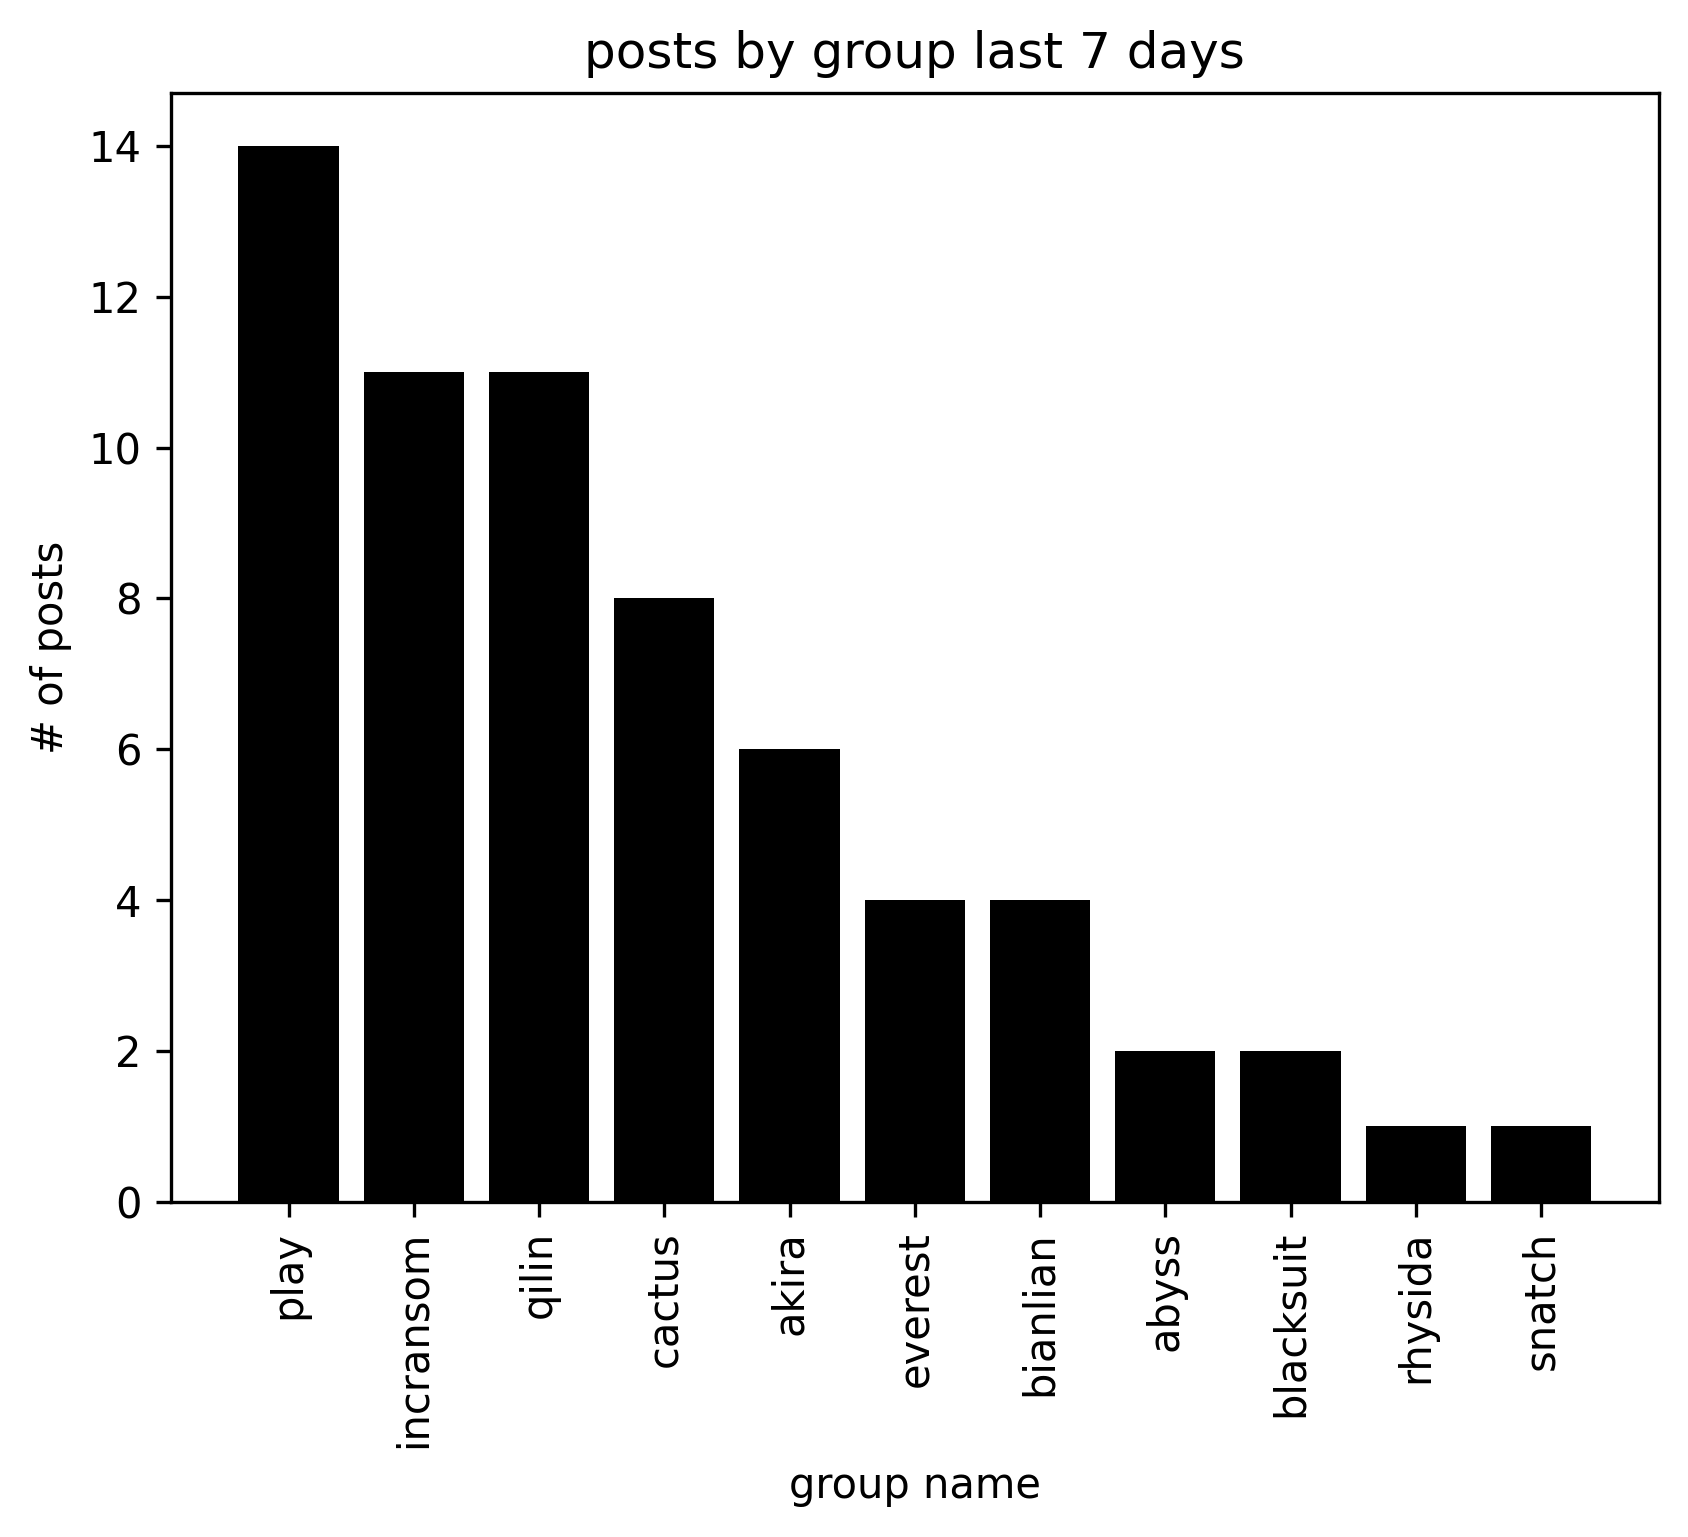 posts by group last 7 days
14
12
10
8
6
4
2
0
# of posts
play
incransom
qilin
cactus
akira
everest
bianlian
abyss
blacksuit
rhysida
snatch
group name